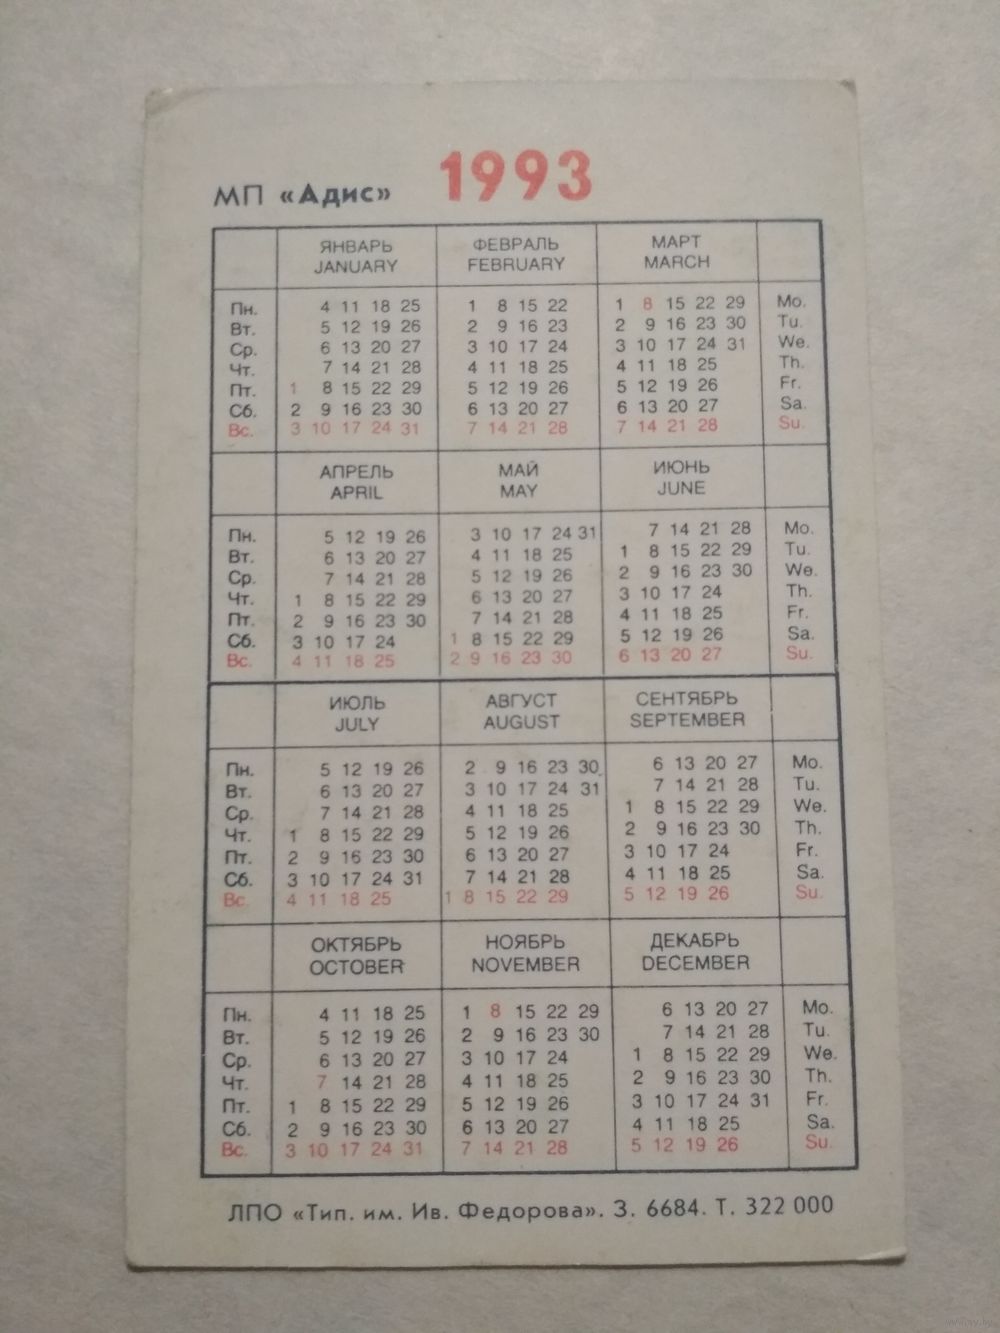 1993
МП «Адис»
ЯНВАРЬ ФЕВРАЛЬ МАРТ
JANUARY FEBRUARY MARCH
Пн. 4 11 18 25 1 8 15 22 1 8 15 22 29 Mo.
Вт. 5 12 19 26 2 9 16 23 2 9 16 23 30 Tu.
Ср. 6 13 20 27 3 10 17 24 3 10 17 24 31 We.
Чт. 7 14 21 28 4 11 18 25 4 11 18 25 Th.
Пт. 1 8 15 22 29 5 12 19 26 5 12 19 26 Fr.
Сб. 2 9 16 23 30 6 13 20 27 6 13 20 27 Sa.
Вс. 3 10 17 24 31 7 14 21 28 7 14 21 28 Su.
АПРЕЛЬ МАЙ ИЮНЬ
APRIL MAY JUNE
Пн. 5 12 19 26 3 10 17 24 31 7 14 21 28 Mo.
Вт. 6 13 20 27 4 11 18 25 1 8 15 22 29 Tu.
Ср. 7 14 21 28 5 12 19 26 2 9 16 23 30 We.
Чт. 1 8 15 22 29 6 13 20 27 3 10 17 24 Th.
Пт. 2 9 16 23 30 7 14 21 28 4 11 18 25 Fr.
Сб. 3 10 17 24 1 8 15 22 29 5 12 19 26 Sa.
Вс. 4 11 18 25 2 9 16 23 30 6 13 20 27 Su.
ИЮЛЬ АВГУСТ СЕНТЯБРЬ
JULY AUGUST SEPTEMBER
Пн. 5 12 19 26 2 9 16 23 30 6 13 20 27 Mo.
Вт. 6 13 20 27 3 10 17 24 31 7 14 21 28 Tu.
Ср. 7 14 21 28 4 11 18 25 1 8 15 22 29 We.
Чт. 1 8 15 22 29 5 12 19 26 2 9 16 23 30 Th.
Пт. 2 9 16 23 30 6 13 20 27 3 10 17 24 Fr.
Сб. 3 10 17 24 31 7 14 21 28 4 11 18 25 Sa.
Вс. 4 11 18 25 1 8 15 22 29 5 12 19 26 Su.
ОКТЯБРЬ НОЯБРЬ ДЕКАБРЬ
OCTOBER NOVEMBER DECEMBER
Пн. 4 11 18 25 1 8 15 22 29 6 13 20 27 Mo.
Вт. 5 12 19 26 2 9 16 23 30 7 14 21 28 Tu.
Ср. 6 13 20 27 3 10 17 24 1 8 15 22 29 We.
Чт. 7 14 21 28 4 11 18 25 2 9 16 23 30 Th.
Пт. 1 8 15 22 29 5 12 19 26 3 10 17 24 31 Fr.
Сб. 2 9 16 23 30 6 13 20 27 4 11 18 25 Sa.
Вс. 3 10 17 24 31 7 14 21 28 5 12 19 26 Su.
ЛПО «Тип. им. Ив. Федорова». З. 6684. Т. 322 000